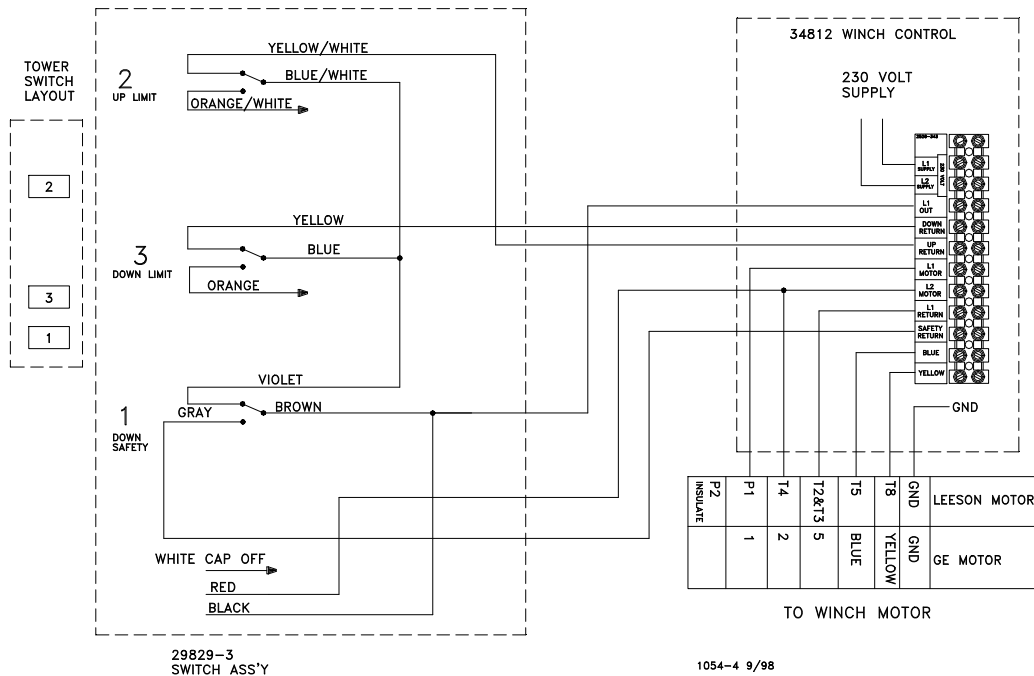 TOWER
SWITCH
LAYOUT
2
3
1
2
UP LIMIT
YELLOW/WHITE
BLUE/WHITE
ORANGE/WHITE
3
DOWN LIMIT
YELLOW
BLUE
ORANGE
1
DOWN
SAFETY
VIOLET
GRAY
BROWN
WHITE CAP OFF
RED
BLACK
29829-3
SWITCH ASS'Y
34812 WINCH CONTROL
230 VOLT
SUPPLY
L1
SUPPLY
L2
SUPPLY
230 VOLT
L1
OUT
DOWN
RETURN
UP
RETURN
L1
MOTOR
L2
MOTOR
L1
RETURN
SAFETY
RETURN
BLUE
YELLOW
GND
P2
INSULATE
P1
T4
T2&T3
T5
T8
GND
LEESON MOTOR
1
2
5
BLUE
YELLOW
GND
GE MOTOR
TO WINCH MOTOR
1054-4 9/98